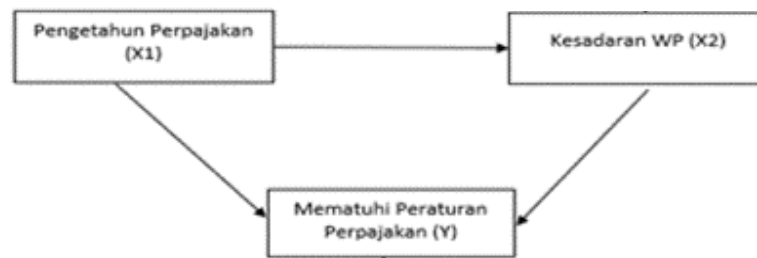 Pengetahun Perpajakan
(X1)
Kesadaran WP (X2)
Mematuhi Peraturan
Perpajakan (Y)